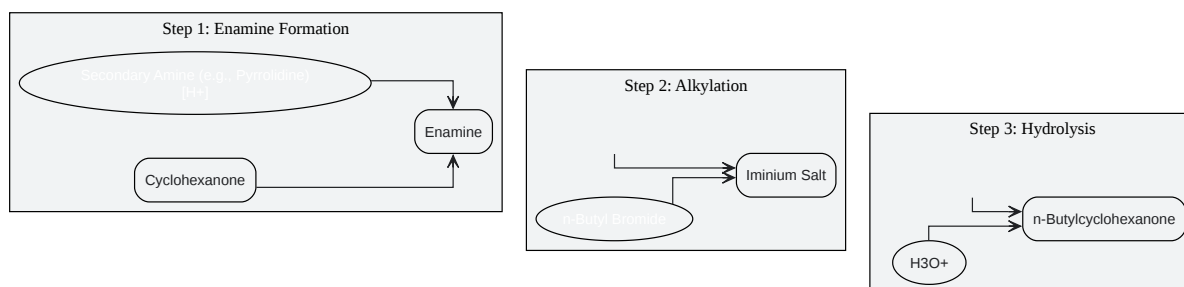 Step 1: Enamine Formation
Secondary Amine (e.g., Pyrrolidine)
[H+]
Enamine
Cyclohexanone
Step 2: Alkylation
Iminium Salt
n-Butyl Bromide
Step 3: Hydrolysis
n-Butylcyclohexanone
H3O+